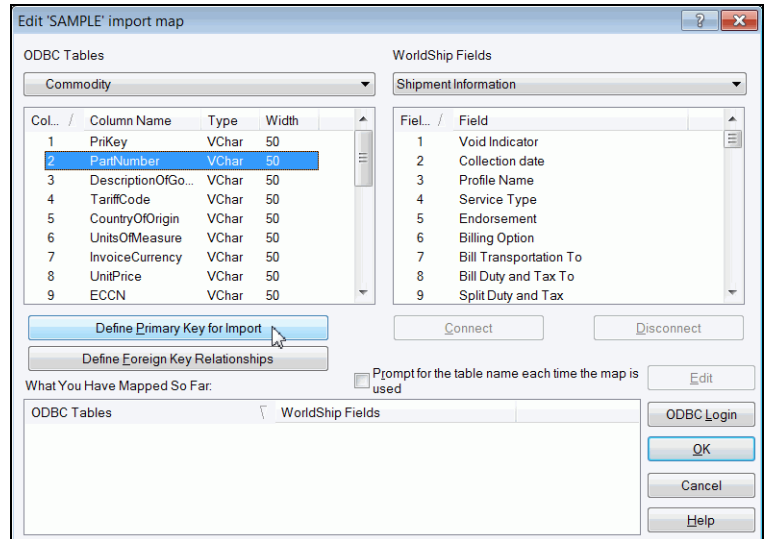 Edit 'SAMPLE' import map
ODBC Tables
WorldShip Fields
Commodity
Shipment Information
Col... / Column Name Type Width
1 PriKey VChar 50
2 PartNumber VChar 50
3 DescriptionOfGo... VChar 50
4 TariffCode VChar 50
5 CountryOfOrigin VChar 50
6 UnitsOfMeasure VChar 50
7 InvoiceCurrency VChar 50
8 UnitPrice VChar 50
9 ECCN VChar 50
Fiel... / Field
1 Void Indicator
2 Collection date
3 Profile Name
4 Service Type
5 Endorsement
6 Billing Option
7 Bill Transportation To
8 Bill Duty and Tax To
9 Split Duty and Tax
Define Primary Key for Import
Connect
Disconnect
Define Foreign Key Relationships
What You Have Mapped So Far:
Prompt for the table name each time the map is
used
Edit
ODBC Tables
WorldShip Fields
ODBC Login
OK
Cancel
Help